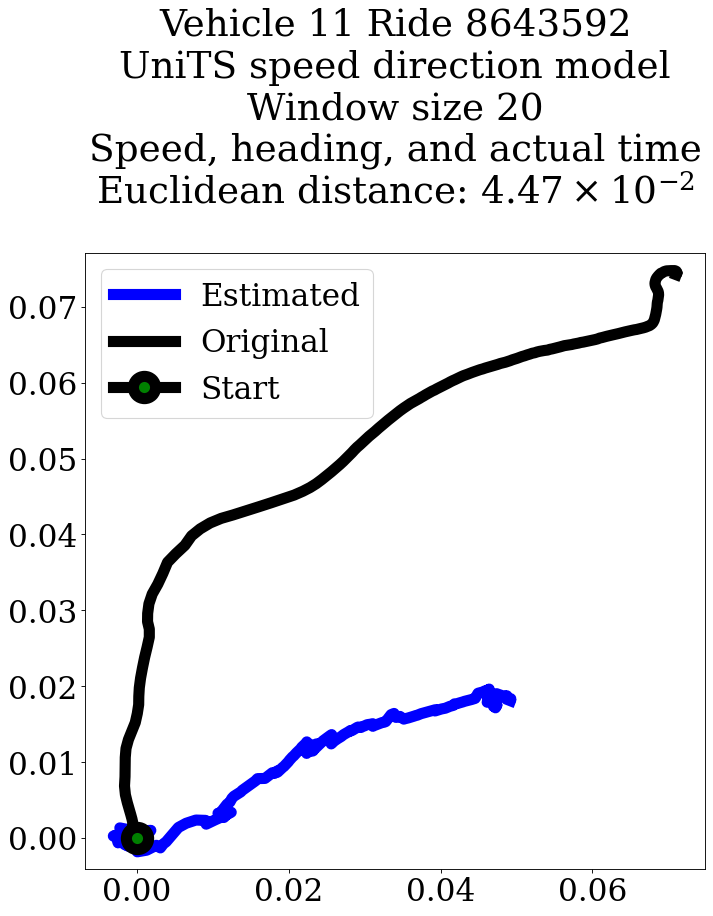 Vehicle 11 Ride 8643592
UniTS speed direction model
Window size 20
Speed, heading, and actual time
Euclidean distance: 4.47 × 10⁻²
Estimated
Original
Start
0.07
0.06
0.05
0.04
0.03
0.02
0.01
0.00
0.00 0.02 0.04 0.06